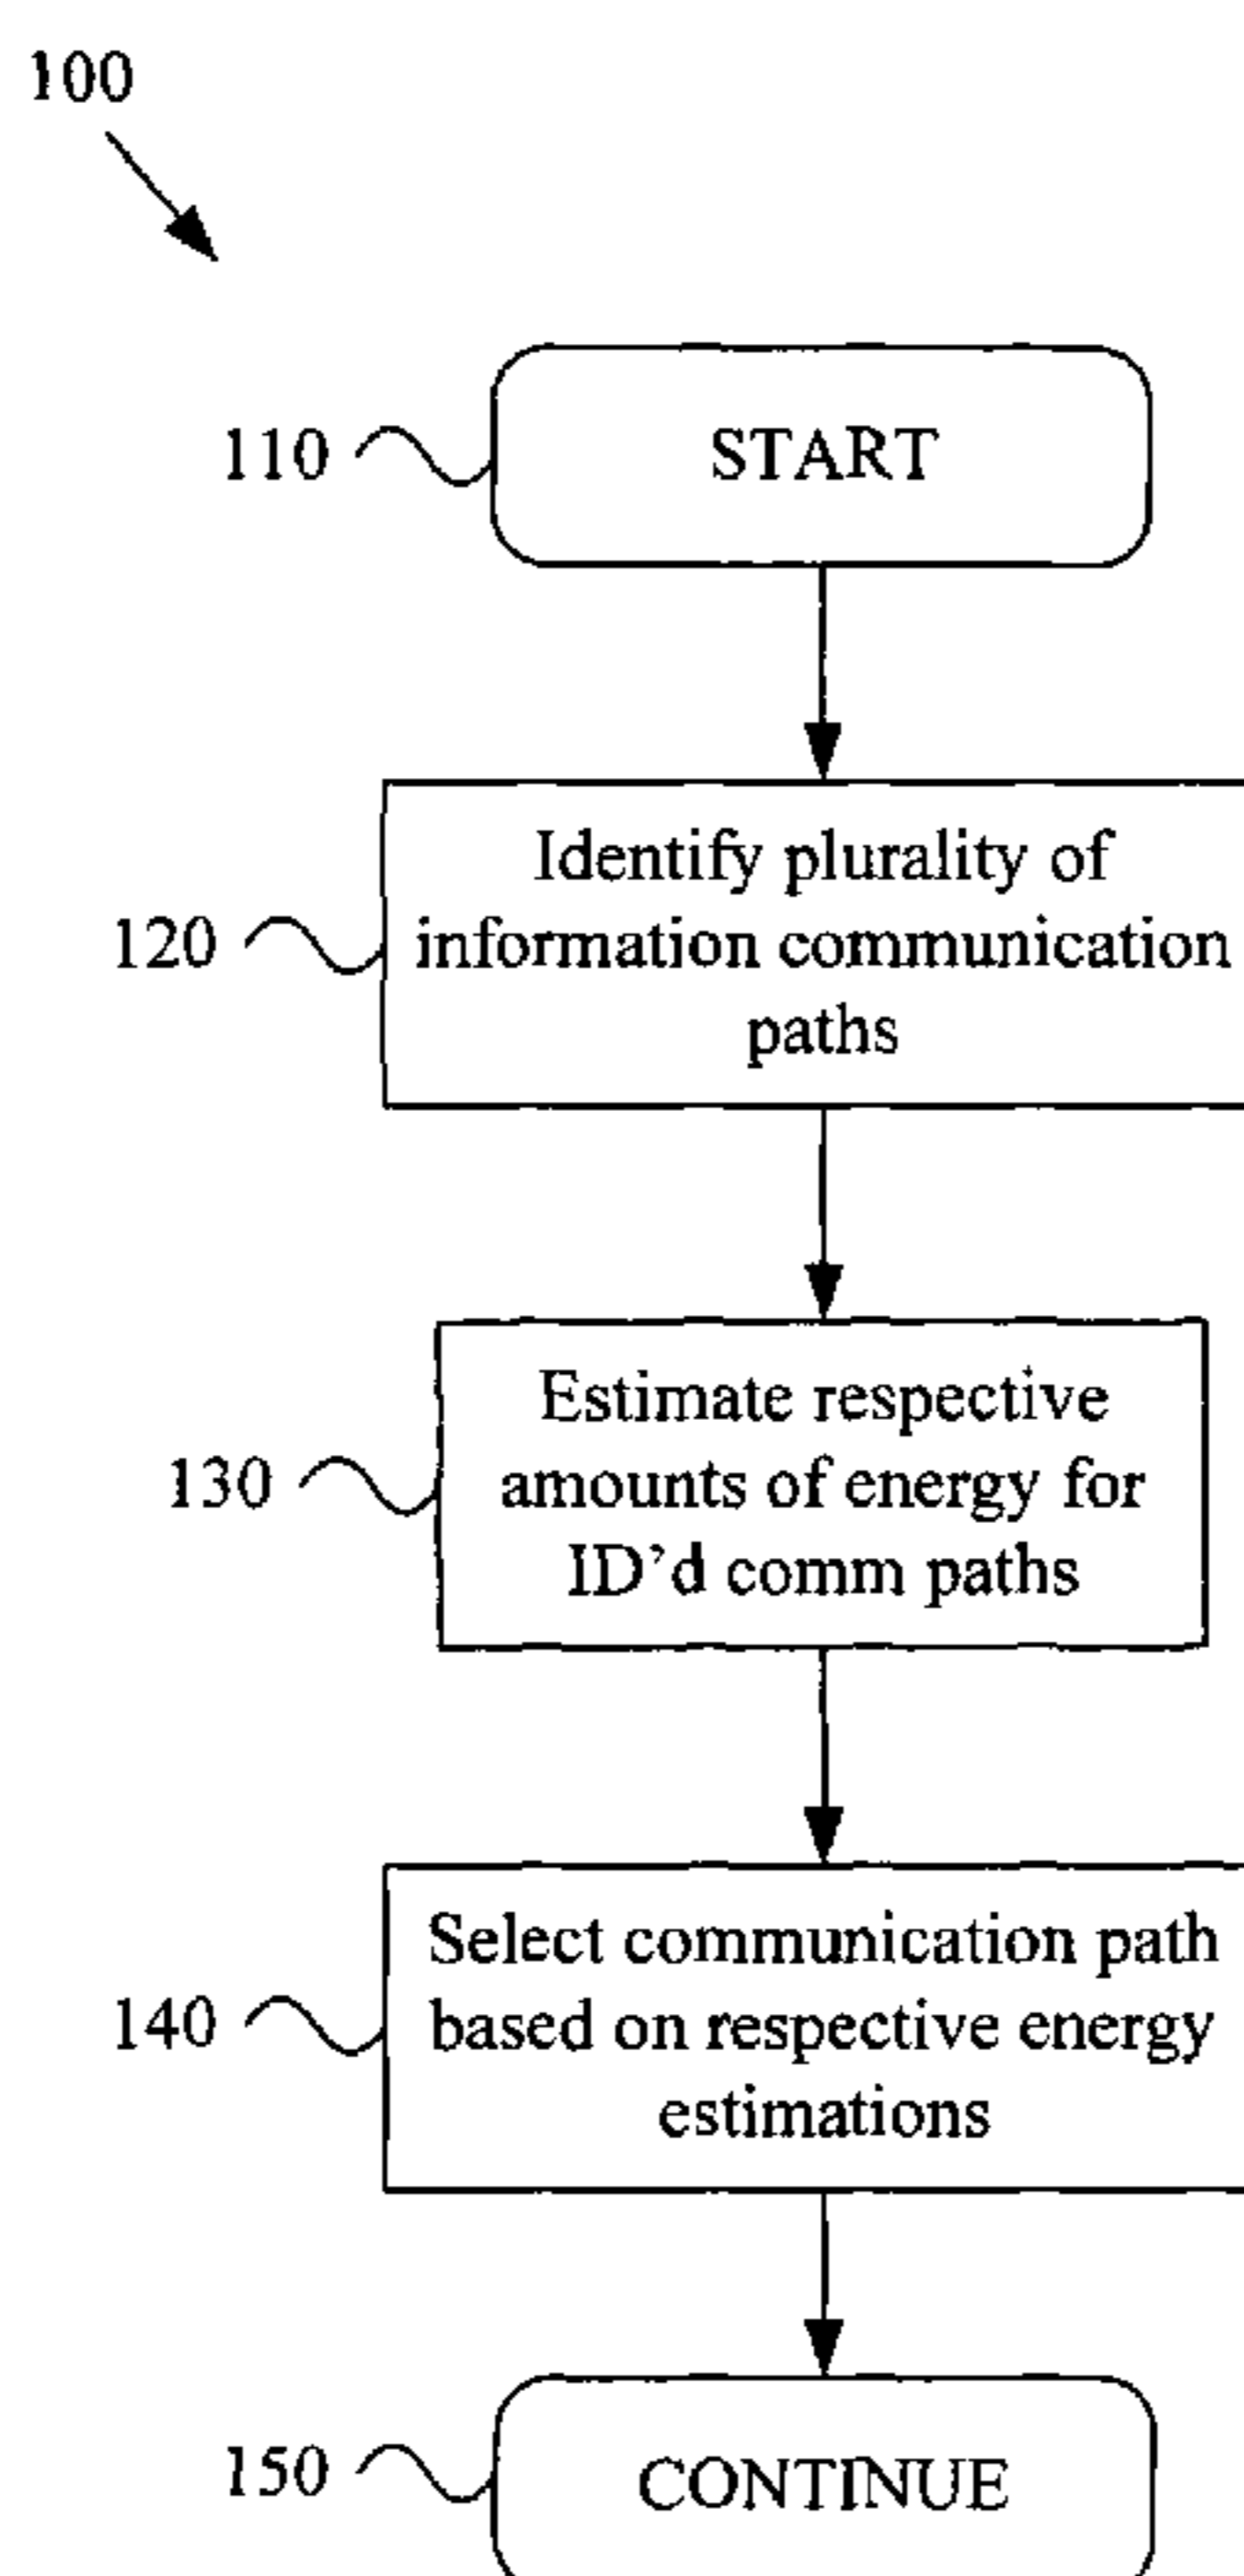 100
110
START
120
Identify plurality of
information communication
paths
130
Estimate respective
amounts of energy for
ID’d comm paths
140
Select communication path
based on respective energy
estimations
150
CONTINUE